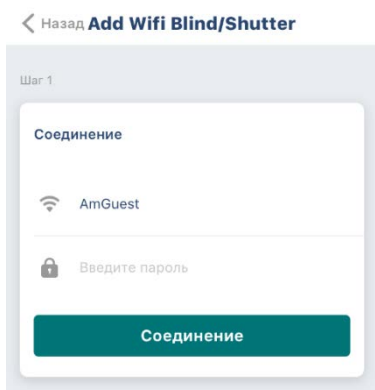 Назад Add Wifi Blind/Shutter
Шаг 1
Соединение
AmGuest
Введите пароль
Соединение